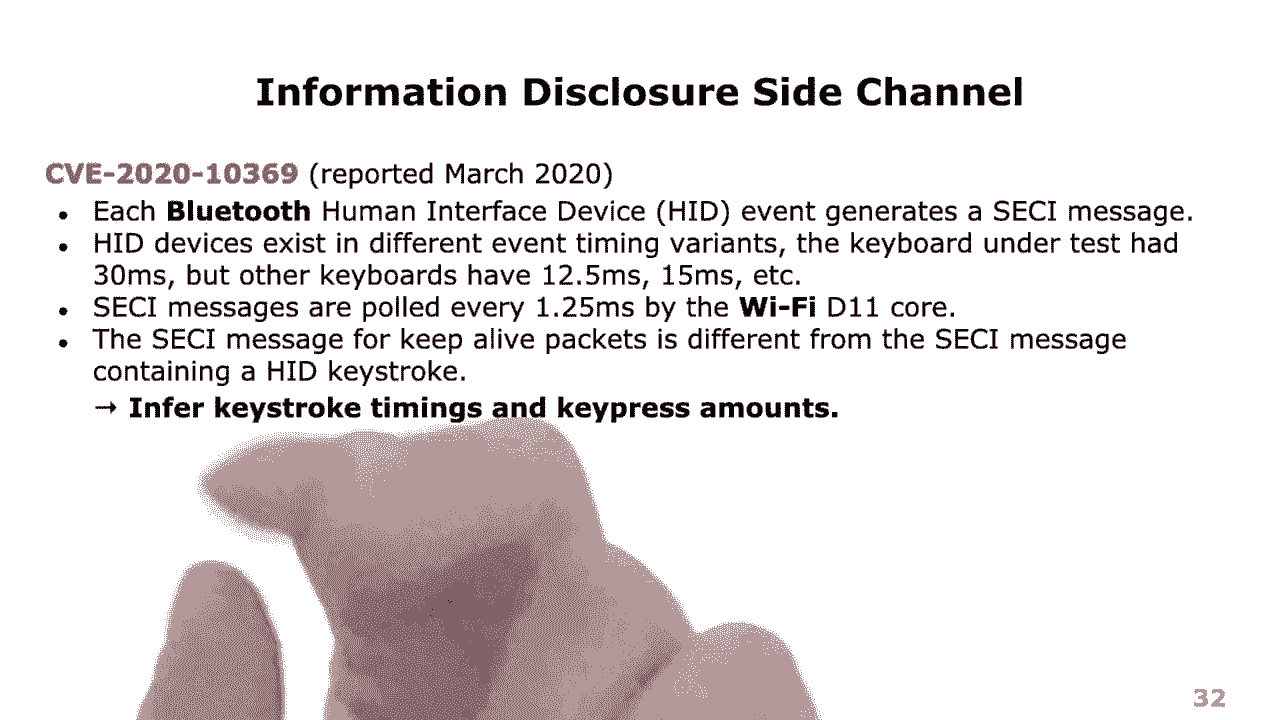 Information Disclosure Side Channel
CVE-2020-10369 (reported March 2020)
● Each Bluetooth Human Interface Device (HID) event generates a SECI message.
● HID devices exist in different event timing variants, the keyboard under test had
30ms, but other keyboards have 12.5ms, 15ms, etc.
● SECI messages are polled every 1.25ms by the Wi-Fi D11 core.
● The SECI message for keep alive packets is different from the SECI message
containing a HID keystroke.
→ Infer keystroke timings and keypress amounts.
32